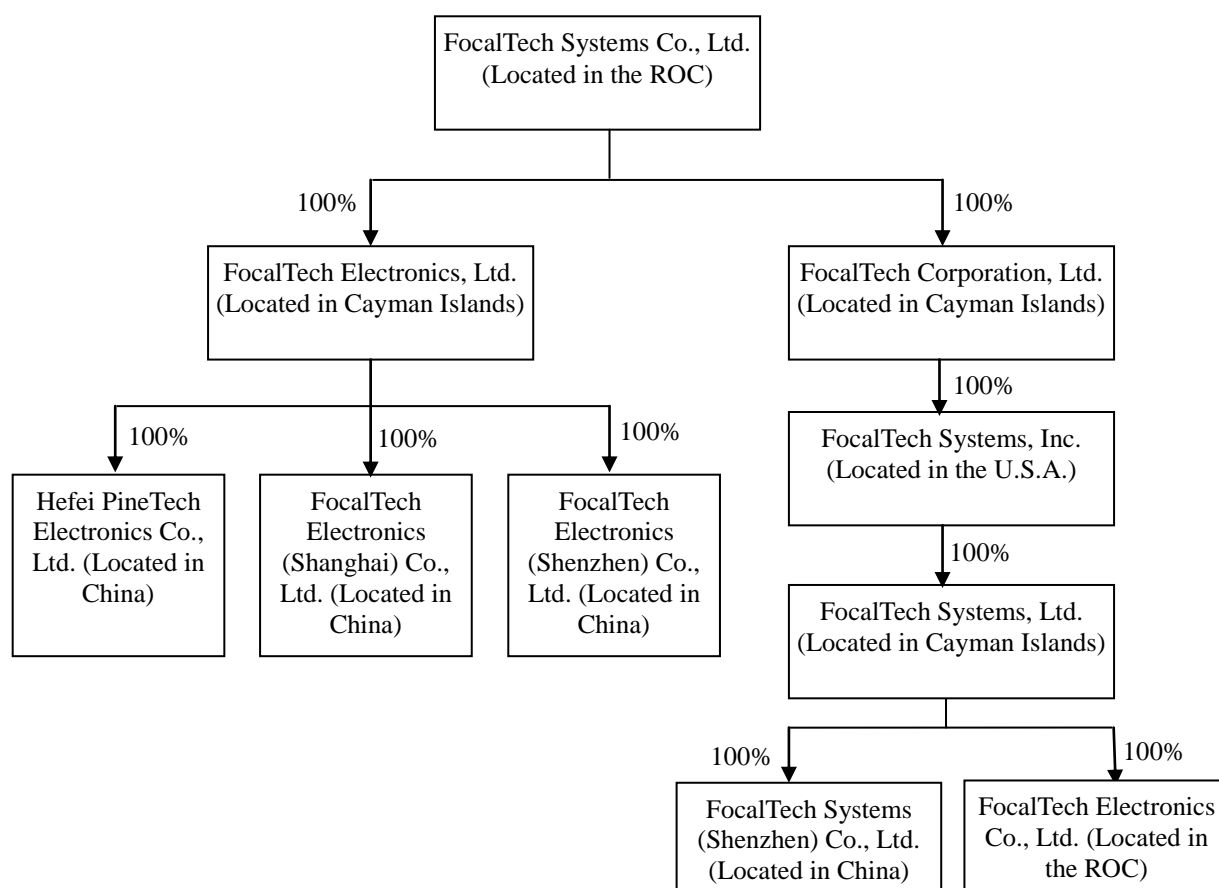 FocalTech Systems Co., Ltd.
(Located in the ROC)
100%
100%
FocalTech Electronics, Ltd.
(Located in Cayman Islands)
FocalTech Corporation, Ltd.
(Located in Cayman Islands)
100%
100%
100%
100%
FocalTech Systems, Inc.
(Located in the U.S.A.)
Hefei PineTech
Electronics Co.,
Ltd. (Located in
China)
FocalTech
Electronics
(Shanghai) Co.,
Ltd. (Located in
China)
FocalTech
Electronics
(Shenzhen) Co.,
Ltd. (Located in
China)
100%
FocalTech Systems, Ltd.
(Located in Cayman Islands)
100%
100%
FocalTech Systems
(Shenzhen) Co., Ltd.
(Located in China)
FocalTech Electronics
Co., Ltd. (Located in
the ROC)